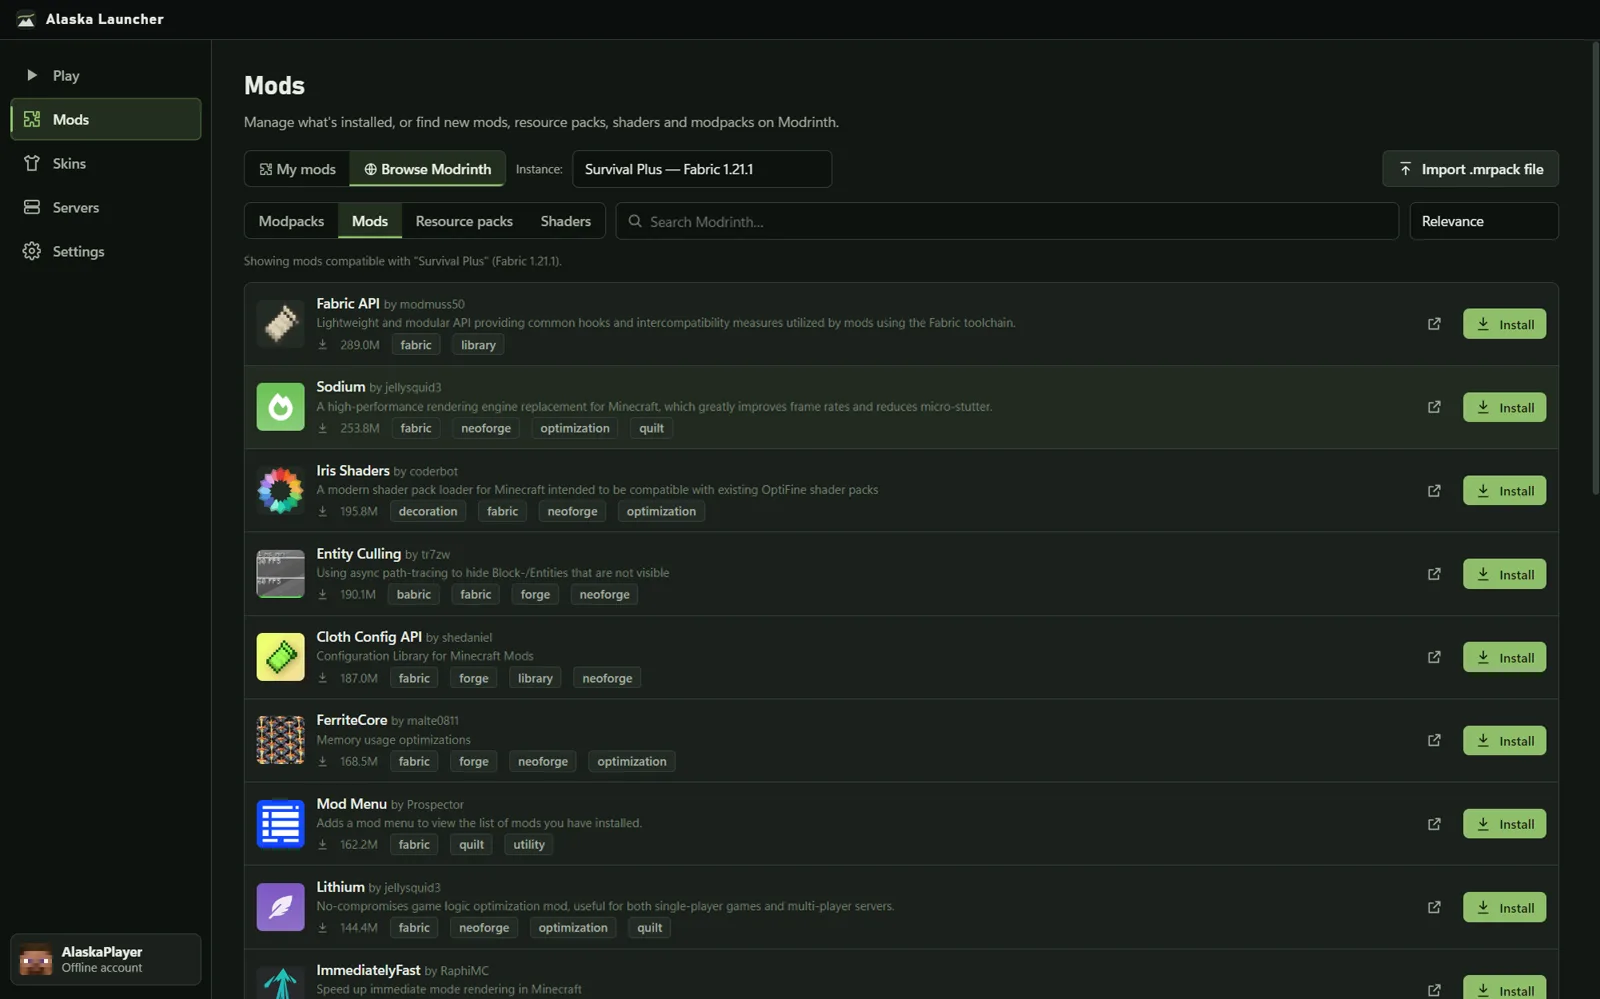 Alaska Launcher
Play
Mods
Skins
Servers
Settings
AlaskaPlayer
Offline account
Mods
Manage what's installed, or find new mods, resource packs, shaders and modpacks on Modrinth.
My mods
Browse Modrinth
Instance:
Survival Plus — Fabric 1.21.1
Import .mrpack file
Modpacks
Mods
Resource packs
Shaders
Search Modrinth...
Relevance
Showing mods compatible with "Survival Plus" (Fabric 1.21.1).
Fabric API by modmuss50
Lightweight and modular API providing common hooks and intercompatibility measures utilized by mods using the Fabric toolchain.
289.0M fabric library
Install
Sodium by jellysquid3
A high-performance rendering engine replacement for Minecraft, which greatly improves frame rates and reduces micro-stutter.
253.8M fabric neoforge optimization quilt
Install
Iris Shaders by coderbot
A modern shader pack loader for Minecraft intended to be compatible with existing OptiFine shader packs
195.8M decoration fabric neoforge optimization
Install
Entity Culling by tr7zw
Using async path-tracing to hide Block-/Entities that are not visible
190.1M babric fabric forge neoforge
Install
Cloth Config API by shedaniel
Configuration Library for Minecraft Mods
187.0M fabric forge library neoforge
Install
FerriteCore by malte0811
Memory usage optimizations
168.5M fabric forge neoforge optimization
Install
Mod Menu by Prospector
Adds a mod menu to view the list of mods you have installed.
162.2M fabric quilt utility
Install
Lithium by jellysquid3
No-compromises game logic optimization mod, useful for both single-player games and multi-player servers.
144.4M fabric neoforge optimization quilt
Install
ImmediatelyFast by RaphiMC
Speed up immediate mode rendering in Minecraft
Install